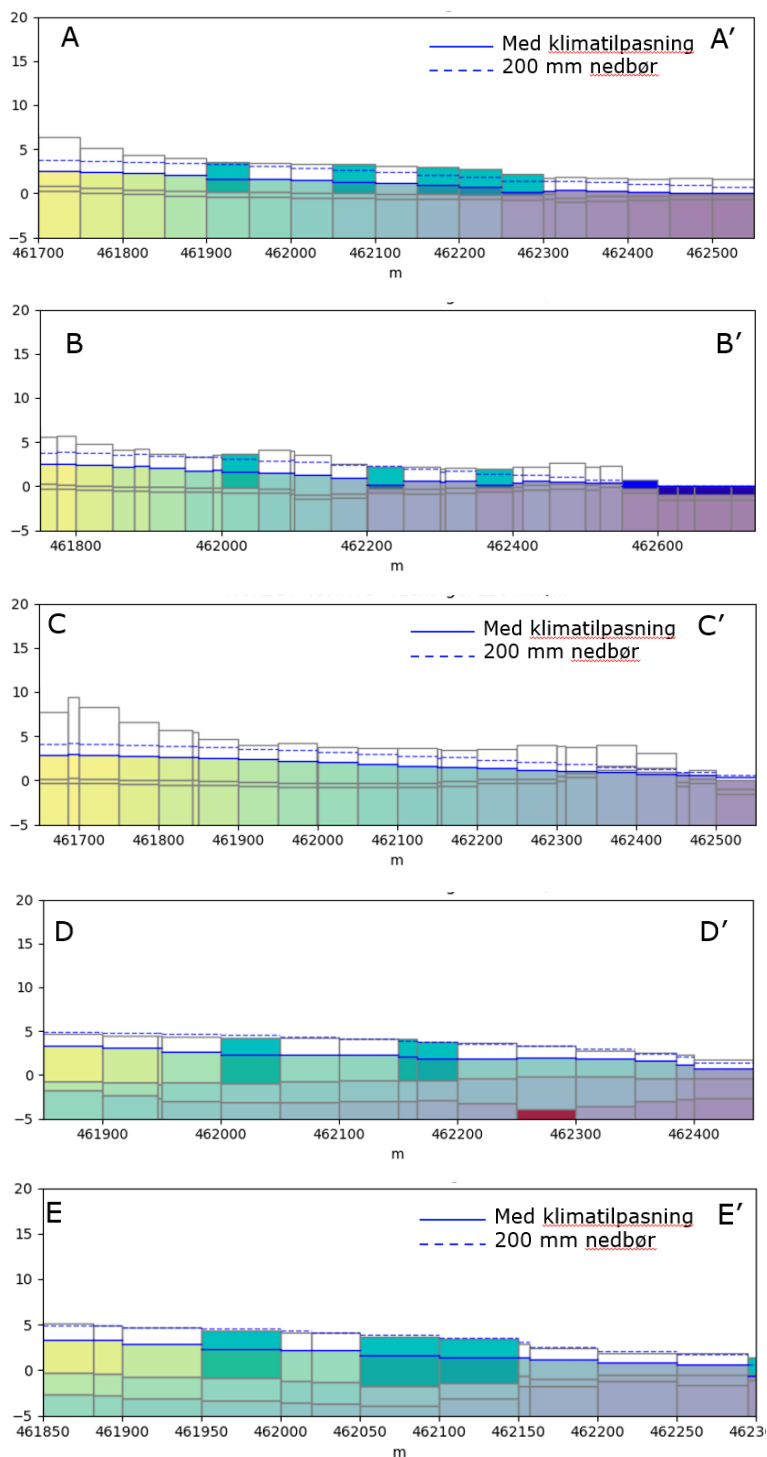 A
A′
Med klimatilpasning
200 mm nedbør
20
15
10
5
0
−5
461700 461800 461900 462000 462100 462200 462300 462400 462500
m
B
B′
20
15
10
5
0
−5
461800 462000 462200 462400 462600
m
C
C′
Med klimatilpasning
200 mm nedbør
20
15
10
5
0
−5
461700 461800 461900 462000 462100 462200 462300 462400 462500
m
D
D′
20
15
10
5
0
−5
461900 462000 462100 462200 462300 462400
m
E
E′
Med klimatilpasning
200 mm nedbør
20
15
10
5
0
−5
461850 461900 461950 462000 462050 462100 462150 462200 462250
m